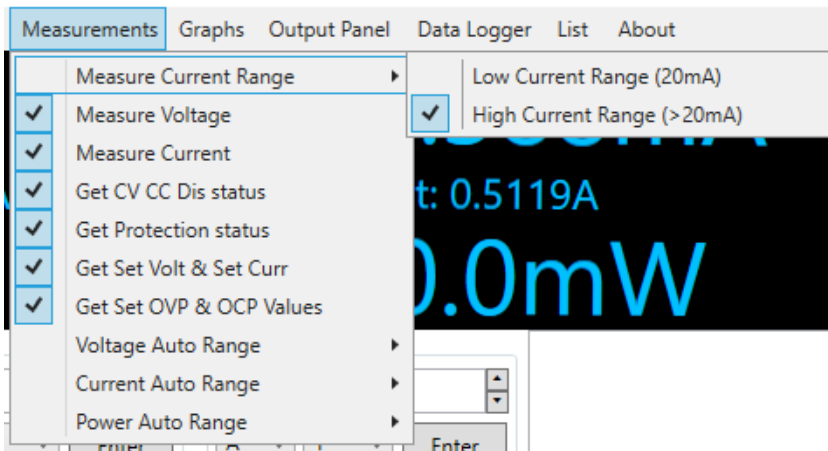 Measurements Graphs Output Panel Data Logger List About
Measure Current Range
Low Current Range (20mA)
Measure Voltage
High Current Range (>20mA)
Measure Current
Get CV CC Dis status
t: 0.5119A
Get Protection status
Get Set Volt & Set Curr
0.0mW
Get Set OVP & OCP Values
Voltage Auto Range
Current Auto Range
Power Auto Range
Enter